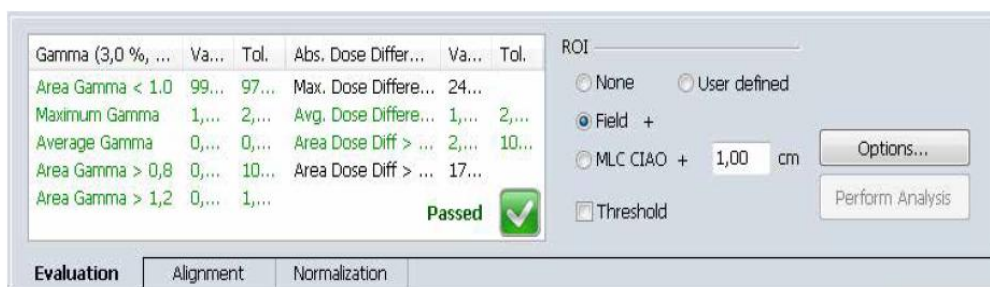 Gamma (3,0 %, ... Va... Tol. Abs. Dose Differ... Va... Tol.
Area Gamma < 1.0 99... 97... Max. Dose Differe... 24...
Maximum Gamma 1,... 2,... Avg. Dose Differe... 1,... 2,...
Average Gamma 0,... 0,... Area Dose Diff > ... 2,... 10...
Area Gamma > 0,8 0,... 10... Area Dose Diff > ... 17...
Area Gamma > 1,2 0,... 1,...
Passed
ROI
None User defined
Field +
MLC CIAO + 1,00 cm
Threshold
Options...
Perform Analysis
Evaluation Alignment Normalization